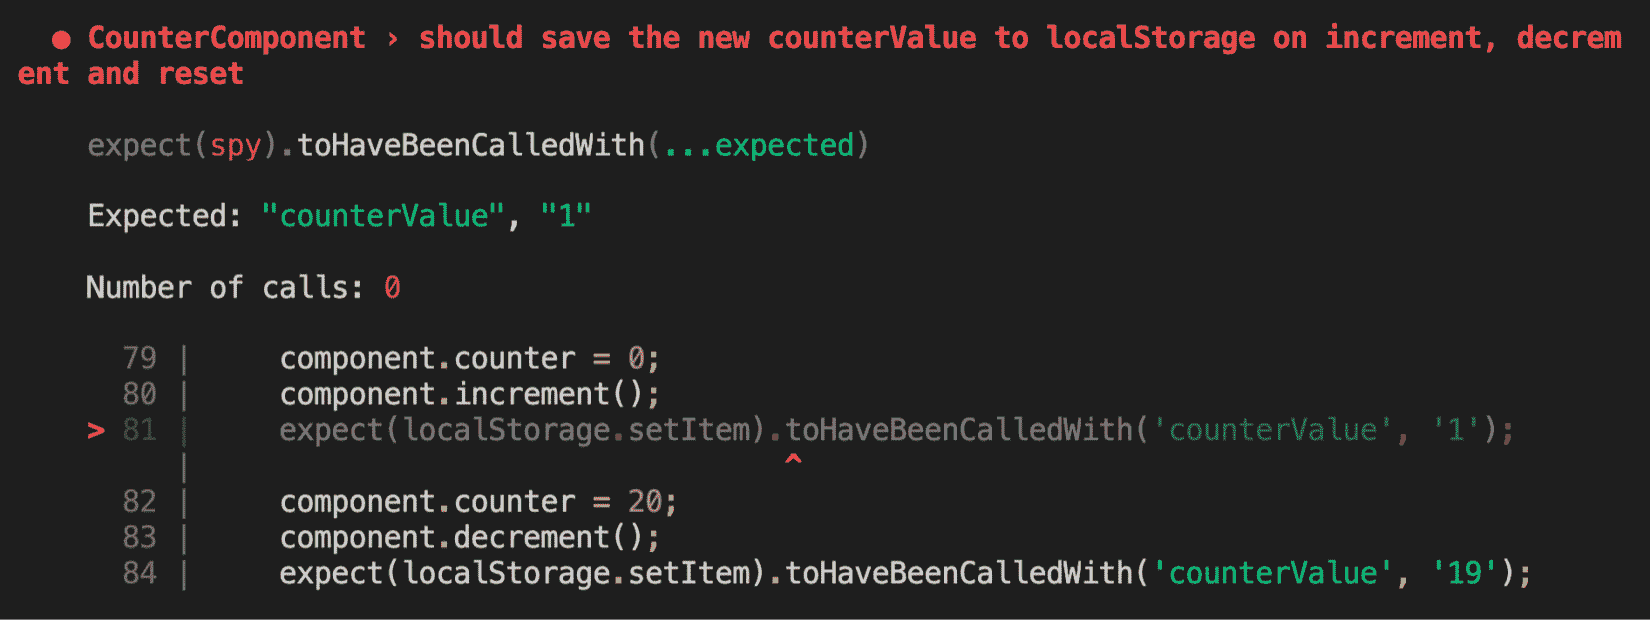 ● CounterComponent › should save the new counterValue to localStorage on increment, decrem
ent and reset
expect(spy).toHaveBeenCalledWith(...expected)
Expected: "counterValue", "1"
Number of calls: 0
79 |     component.counter = 0;
80 |     component.increment();
> 81 |     expect(localStorage.setItem).toHaveBeenCalledWith('counterValue', '1');
|                                  ^
82 |     component.counter = 20;
83 |     component.decrement();
84 |     expect(localStorage.setItem).toHaveBeenCalledWith('counterValue', '19');